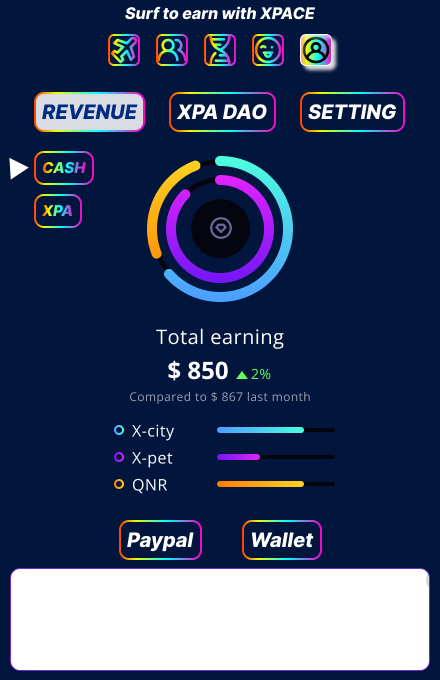 Surf to earn with XPACE
REVENUE
XPA DAO
SETTING
CASH
XPA
Total earning
$ 850 2%
Compared to $ 867 last month
X-city
X-pet
QNR
Paypal
Wallet